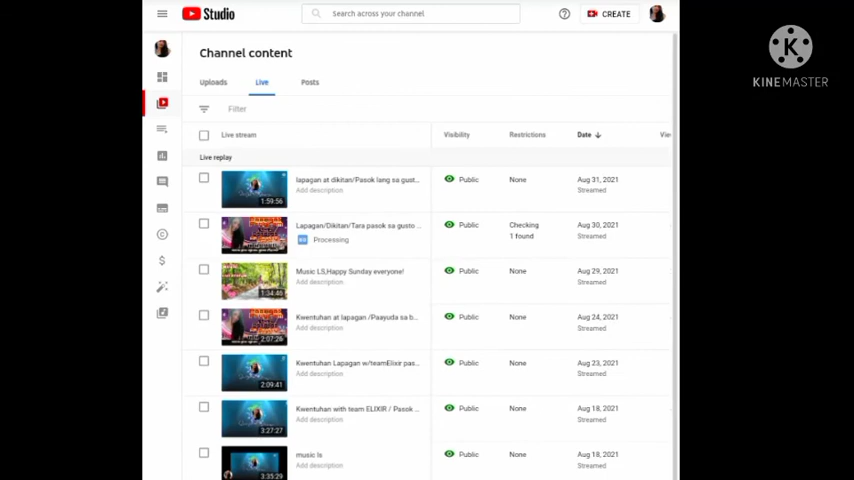 Studio
Search across your channel
CREATE
K
KINEMASTER
Channel content
Uploads Live Posts
Filter
Live stream Visibility Restrictions Date
Live replay
lapagan at dikitan/Pasok lang sa gust... Public None Aug 31, 2021
Add description Streamed
1:59:56
Lapagan/Dikitan/Tara pasok sa gusto ... Public Checking Aug 30, 2021
Processing 1 found Streamed
Music LS,Happy Sunday everyone! Public None Aug 29, 2021
Add description Streamed
1:34:46
Kwentuhan at lapagan /Paayuda sa b... Public None Aug 24, 2021
Add description Streamed
2:07:26
Kwentuhan Lapagan w/teamElixir pas... Public None Aug 23, 2021
Add description Streamed
2:09:41
Kwentuhan with team ELIXIR / Pasok ... Public None Aug 18, 2021
Add description Streamed
3:27:27
music ls Public None Aug 18, 2021
Add description Streamed
3:35:29